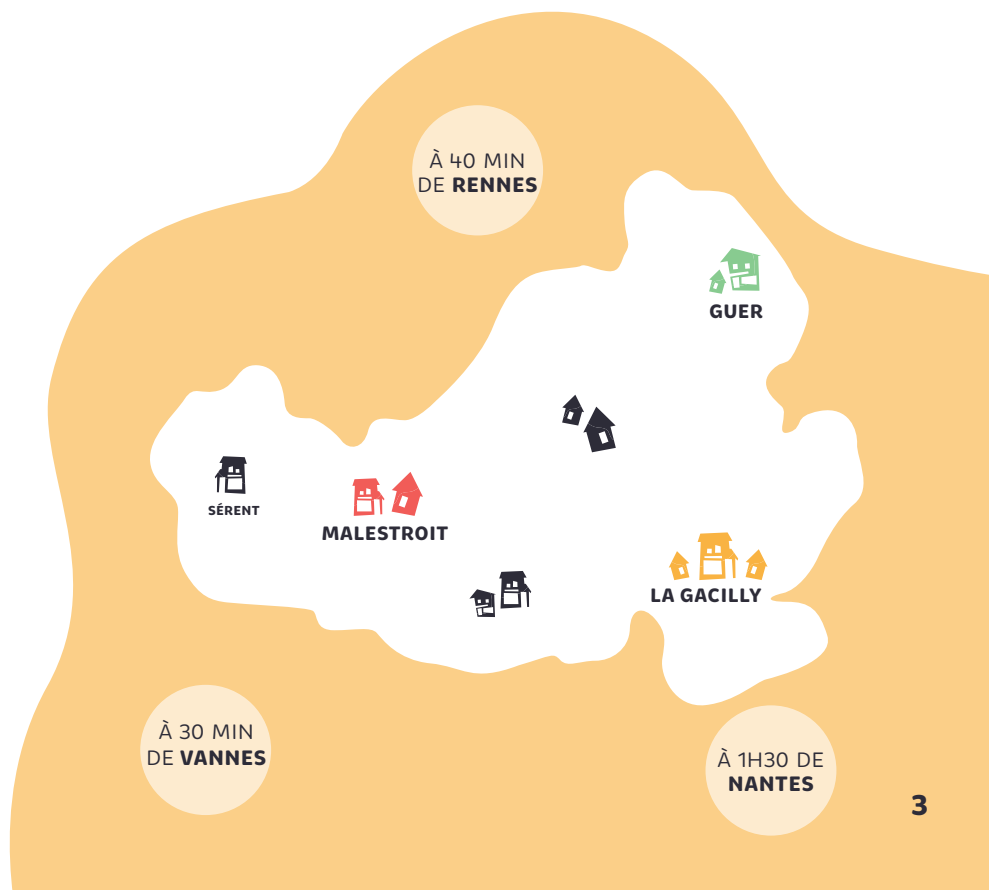 À 40 MIN
DE RENNES
GUER
SÉRENT
MALESTROIT
LA GACILLY
À 30 MIN
DE VANNES
À 1H30 DE
NANTES
3